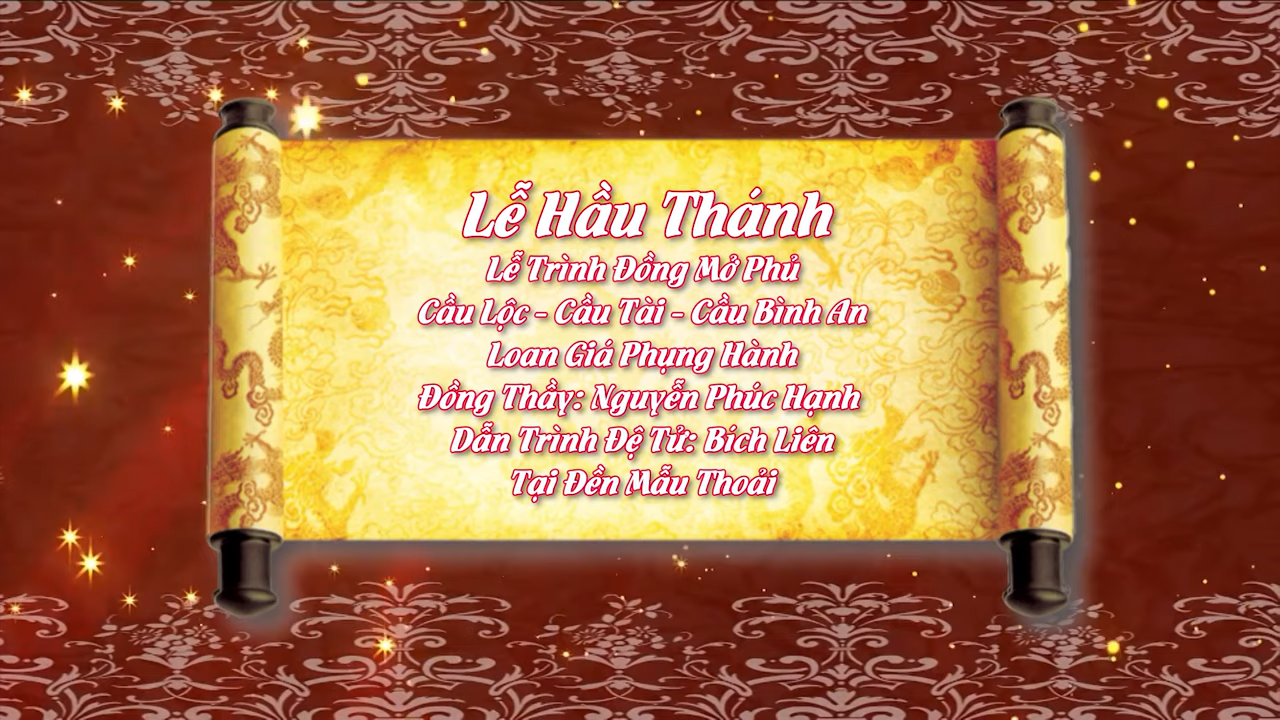 Lễ Hầu Thánh
Lễ Trình Đồng Mở Phủ
Cầu Lộc - Cầu Tài - Cầu Bình An
Loan Giá Phụng Hành
Đồng Thầy: Nguyễn Phúc Hạnh
Dẫn Trình Đệ Tử: Bích Liên
Tại Đền Mẫu Thoải